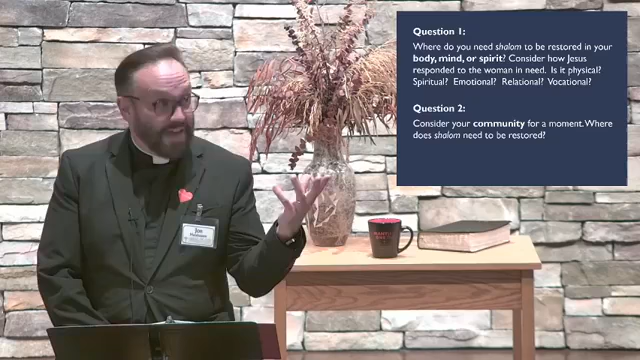 Question 1:
Where do you need shalom to be restored in your
body, mind, or spirit? Consider how Jesus
responded to the woman in need. Is it physical?
Spiritual? Emotional? Relational? Vocational?
Question 2:
Consider your community for a moment. Where
does shalom need to be restored?
Joe